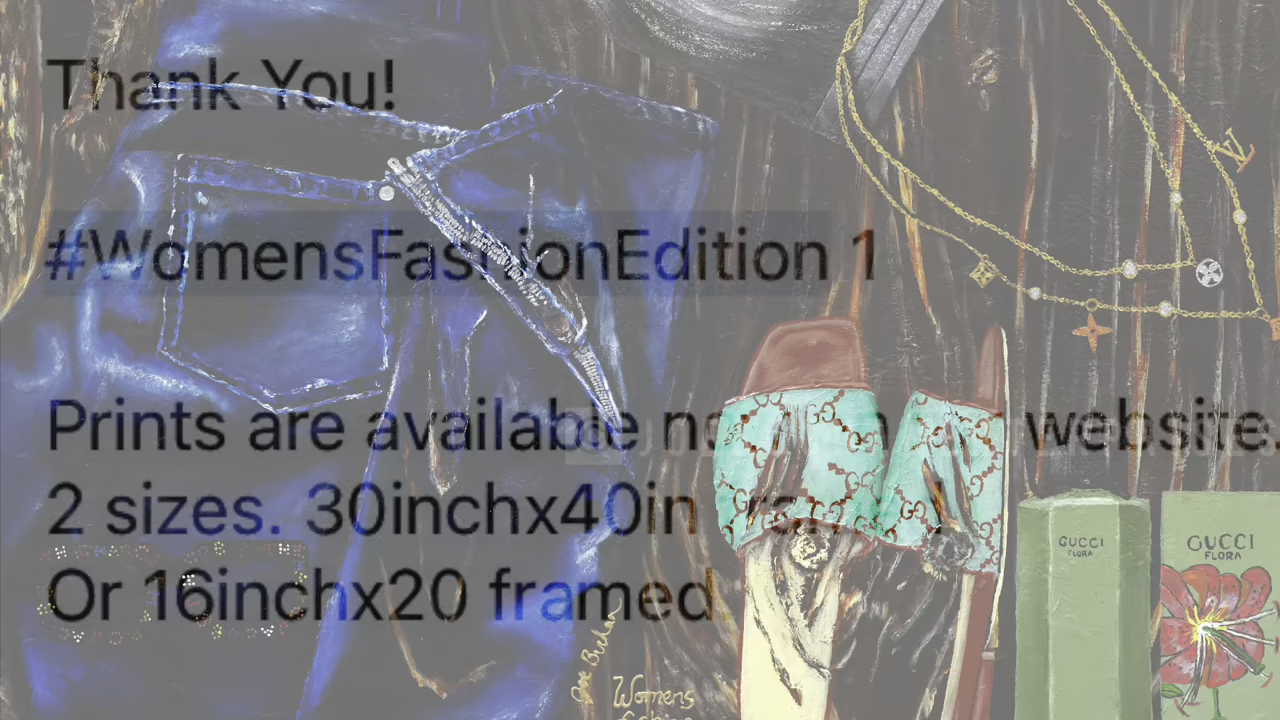 Thank You!
#WomensFashionEdition 1
Prints are available website.
2 sizes. 30inchx40in
Or 16inchx20 framed
GUCCI
FLORA
GUCCI
FLORA
Womens